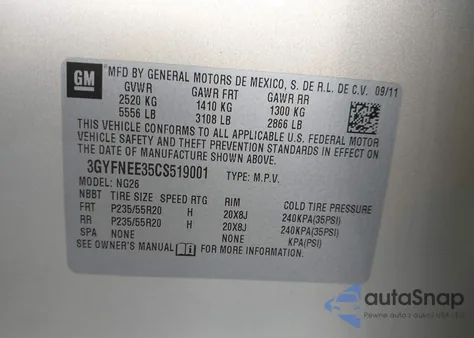 GM
MFD BY GENERAL MOTORS DE MEXICO, S. DE R.L. DE C.V. 09/11
GVWR GAWR FRT GAWR RR
2520 KG 1410 KG 1300 KG
5556 LB 3108 LB 2866 LB
THIS VEHICLE CONFORMS TO ALL APPLICABLE U.S. FEDERAL MOTOR
VEHICLE SAFETY AND THEFT PREVENTION STANDARDS IN EFFECT ON
THE DATE OF MANUFACTURE SHOWN ABOVE.
3GYFNEE35CS519001 TYPE: M.P.V.
MODEL: NG26
NBBT TIRE SIZE SPEED RTG RIM COLD TIRE PRESSURE
FRT P235/55R20 H 20X8J 240KPA(35PSI)
RR P235/55R20 H 20X8J 240KPA(35PSI)
SPA NONE NONE KPA(PSI)
SEE OWNER'S MANUAL FOR MORE INFORMATION.
autoSnap
Pewne auta z USA